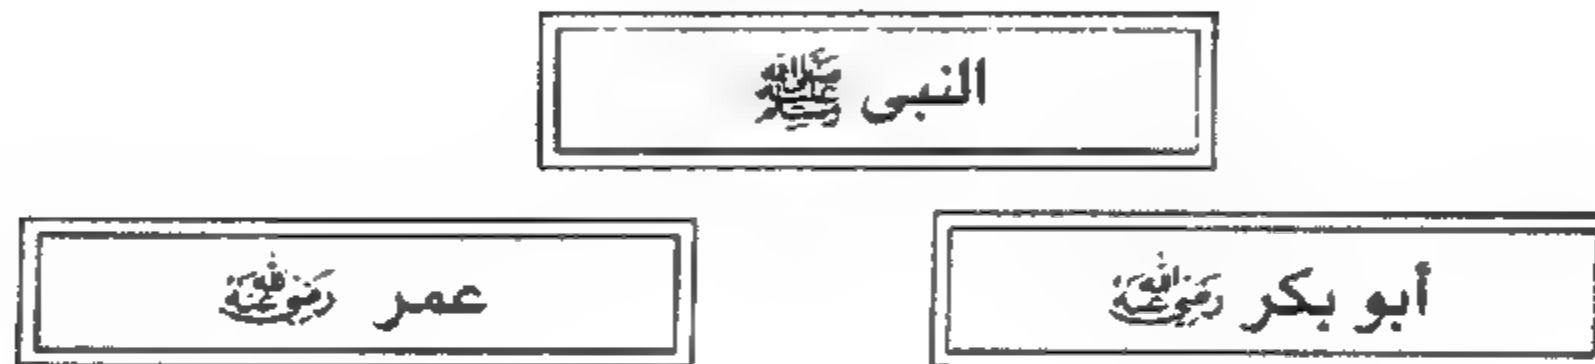 النبى ﷺ
أبو بكر رضي الله عنه
عمر رضي الله عنه